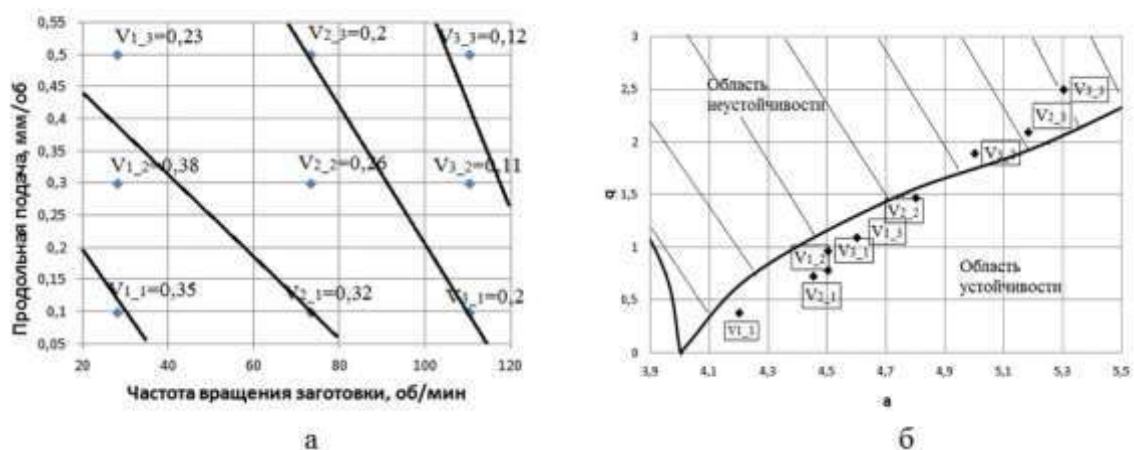 0,55
0,5
0,45
0,4
0,35
0,3
0,25
0,2
0,15
0,1
0,05
Продольная подача, мм/об
V1_3=0,23
V2_3=0,2
V3_3=0,12
V1_2=0,38
V2_2=0,26
V3_2=0,11
V1_1=0,35
V2_1=0,32
V3_1=0,2
20 40 60 80 100 120
Частота вращения заготовки, об/мин
а
3
2,5
2
1,5
1
0,5
0
q
Область
неустойчивости
V3_3
V2_3
V2_2
V1_3
V1_2
V3_1
V2_1
V1_1
Область
устойчивости
3,9 4,1 4,3 4,5 4,7 4,9 5,1 5,3 5,5
a
б